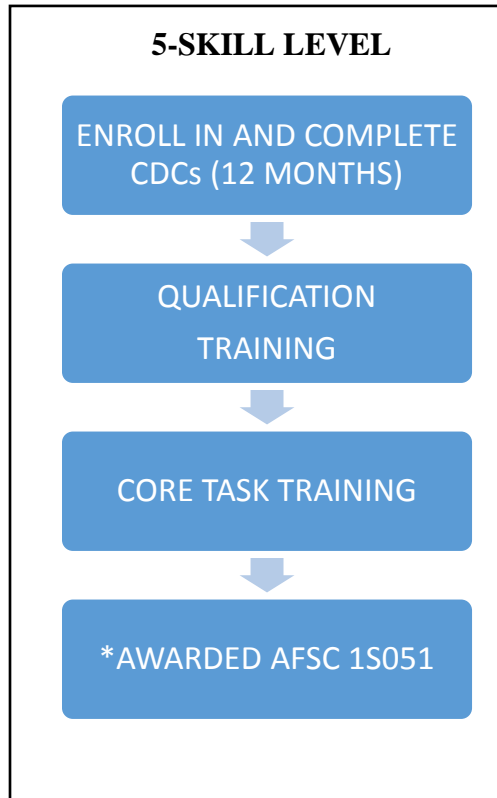 5-SKILL LEVEL
ENROLL IN AND COMPLETE
CDCs (12 MONTHS)
QUALIFICATION
TRAINING
CORE TASK TRAINING
*AWARDED AFSC 1S051